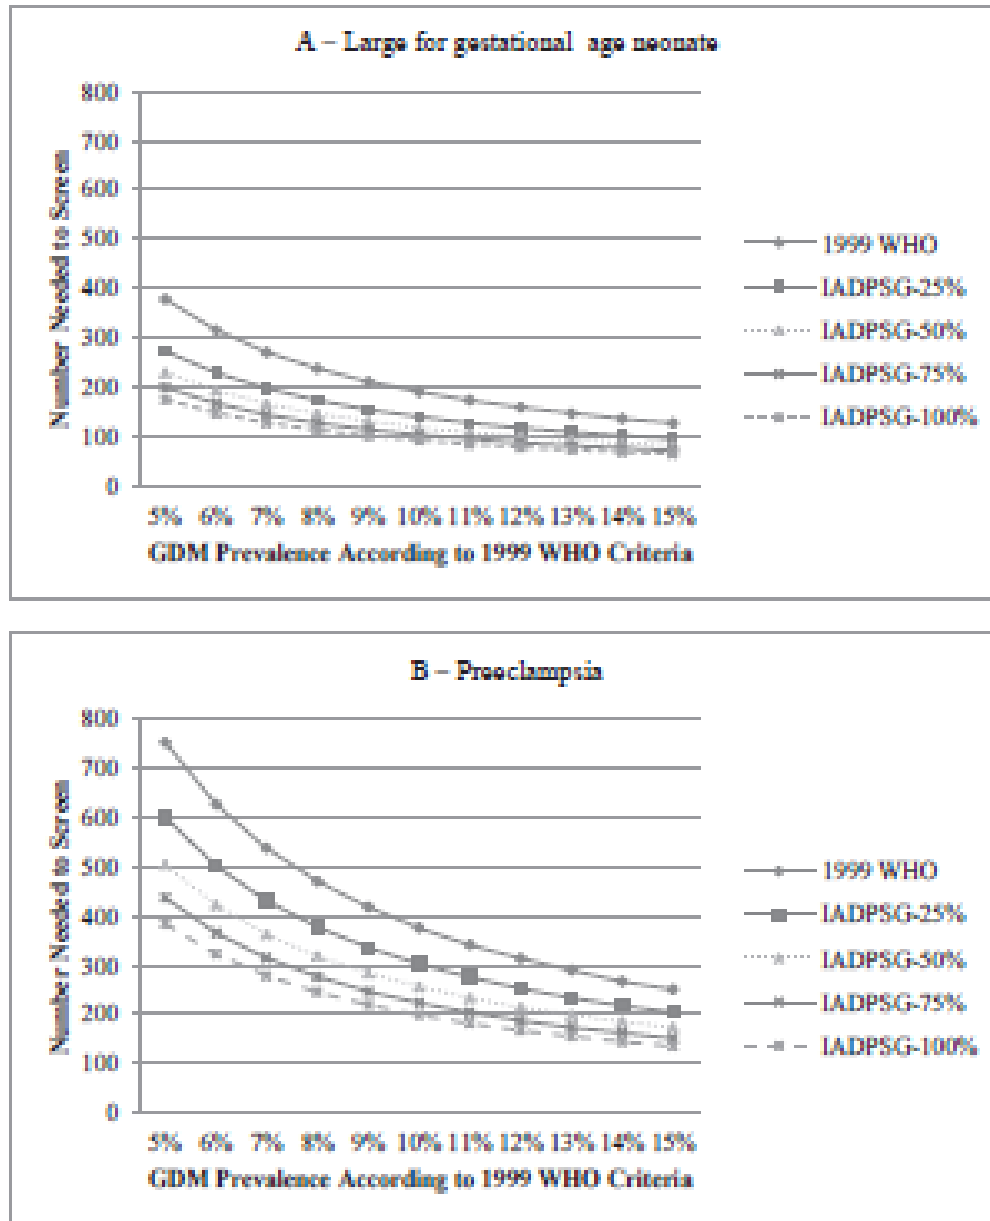 A – Large for gestational age neonate
800
700
600
500
400
300
200
100
0
Number Needed to Screen
5% 6% 7% 8% 9% 10% 11% 12% 13% 14% 15%
GDM Prevalence According to 1999 WHO Criteria
1999 WHO
IADPSG-25%
IADPSG-50%
IADPSG-75%
IADPSG-100%
B – Preeclampsia
800
700
600
500
400
300
200
100
0
Number Needed to Screen
5% 6% 7% 8% 9% 10% 11% 12% 13% 14% 15%
GDM Prevalence According to 1999 WHO Criteria
1999 WHO
IADPSG-25%
IADPSG-50%
IADPSG-75%
IADPSG-100%